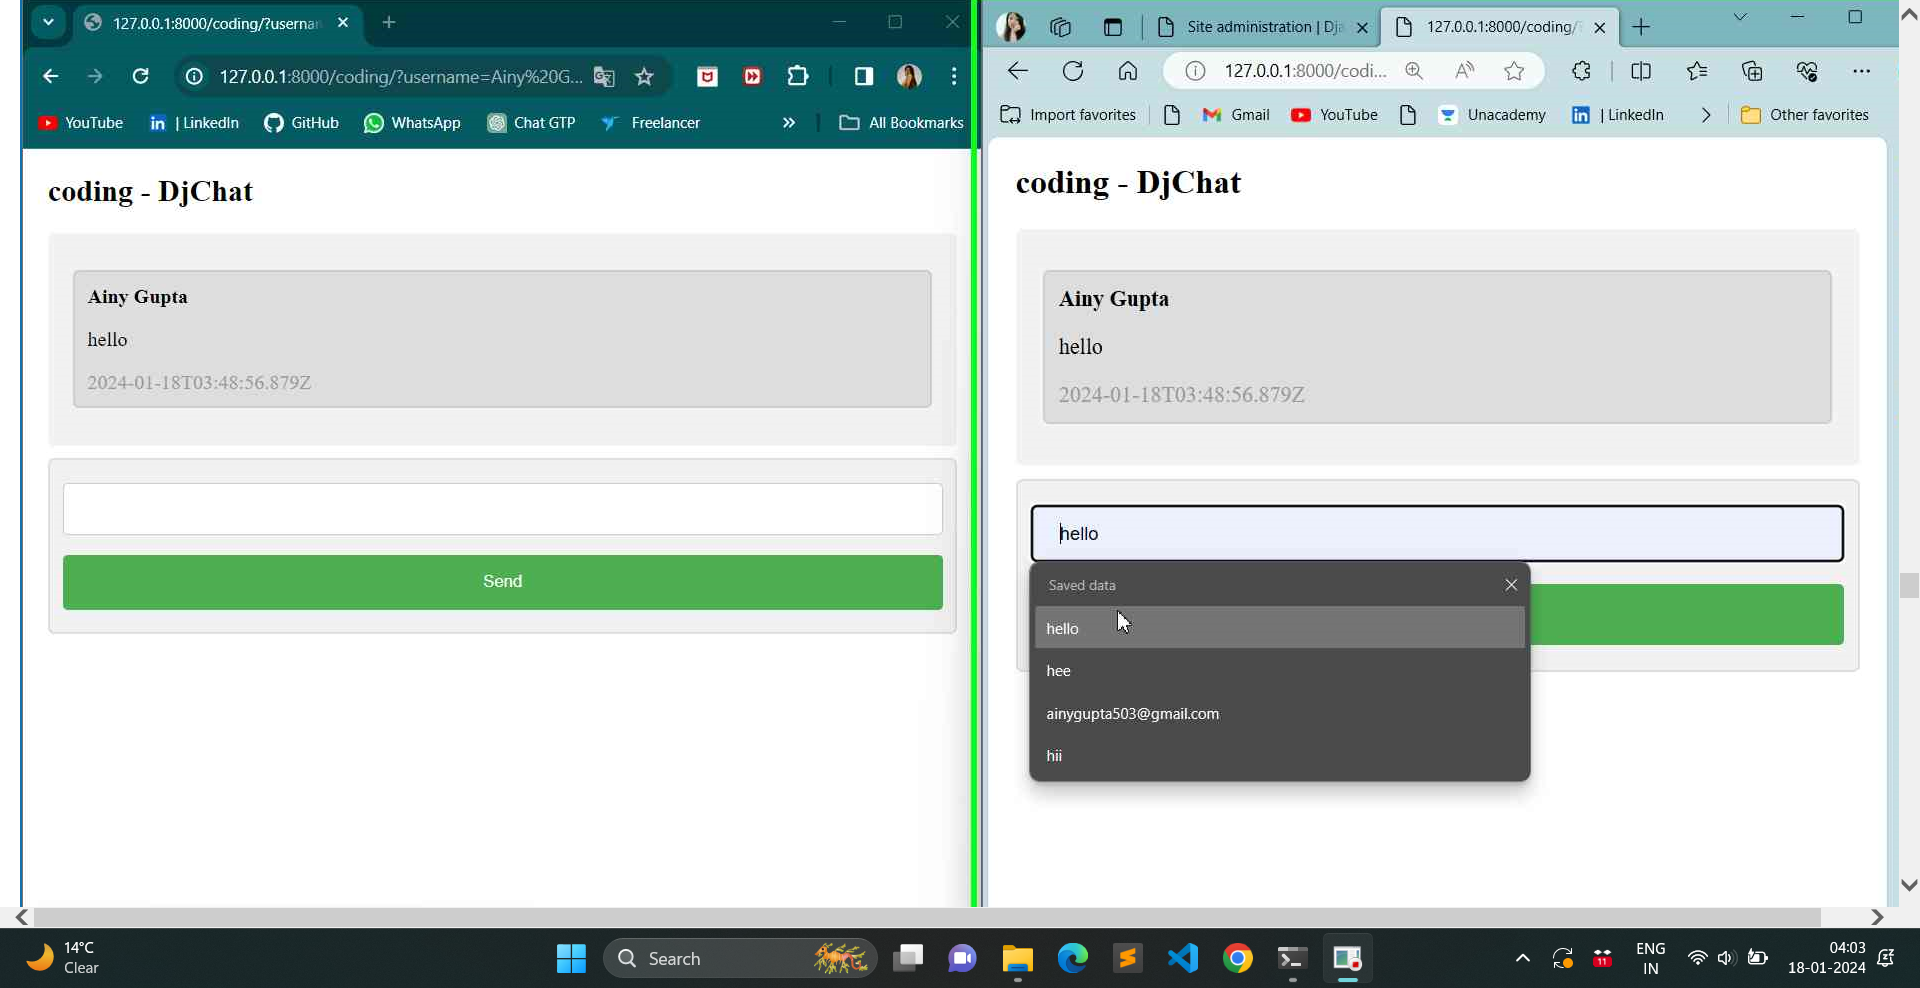 127.0.0.1:8000/coding/?usernan
127.0.0.1:8000/coding/?username=Ainy%20G...
YouTube
| LinkedIn
GitHub
WhatsApp
Chat GTP
Freelancer
All Bookmarks
coding - DjChat
Ainy Gupta
hello
2024-01-18T03:48:56.879Z
Send
Site administration | Dja
127.0.0.1:8000/coding/
127.0.0.1:8000/codi...
Import favorites
Gmail
YouTube
Unacademy
| LinkedIn
Other favorites
coding - DjChat
Ainy Gupta
hello
2024-01-18T03:48:56.879Z
hello
Saved data
hello
hee
ainygupta503@gmail.com
hii
14°C
Clear
Search
11
ENG
IN
04:03
18-01-2024